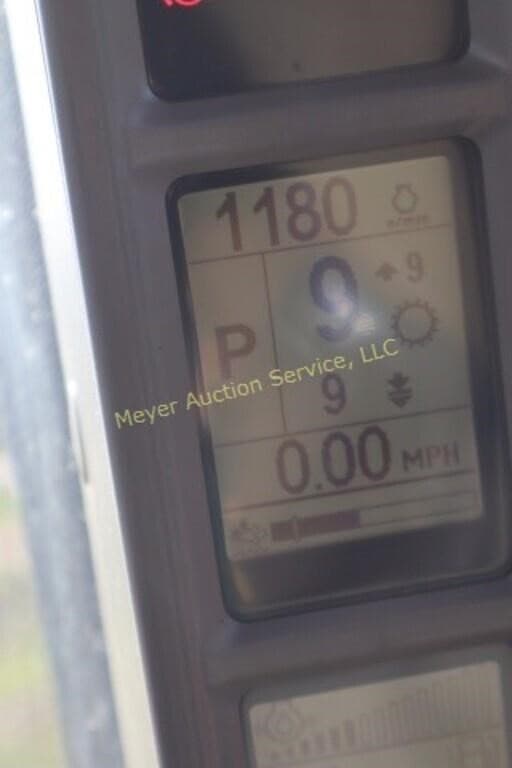 1180
9 9
P
Meyer Auction Service, LLC
9
0.00 MPH